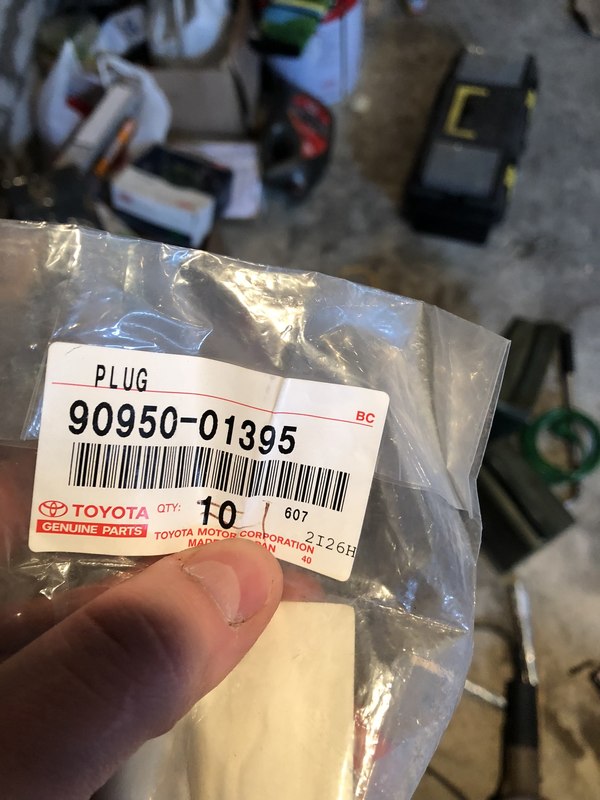 PLUG
BC
90950-01395
TOYOTA
GENUINE PARTS
QTY: 10 607
TOYOTA MOTOR CORPORATION
2I26H
40